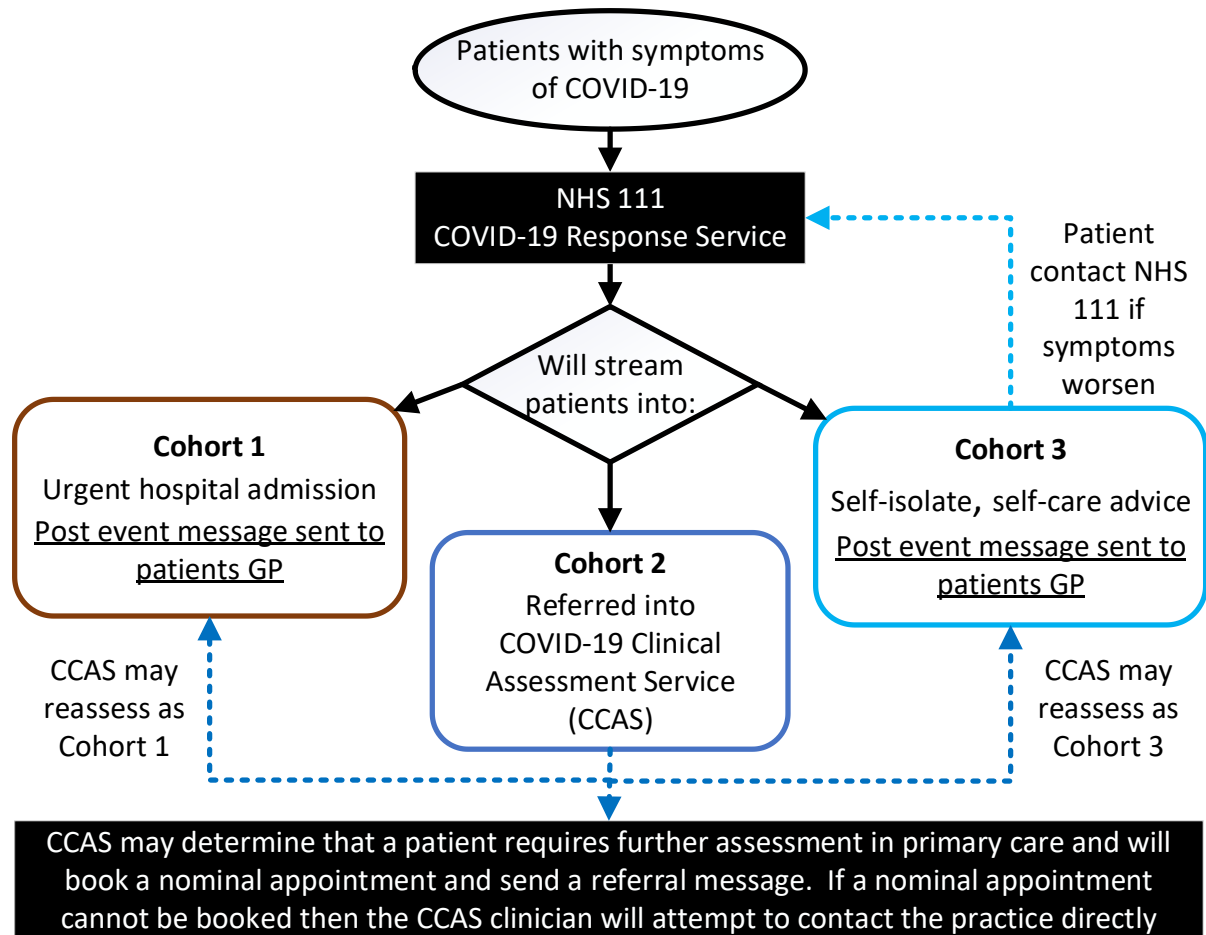 Patients with symptoms
of COVID-19
NHS 111
COVID-19 Response Service
Patient
contact NHS
111 if
symptoms
worsen
Will stream
patients into:
Cohort 1
Urgent hospital admission
Post event message sent to
patients GP
Cohort 2
Referred into
COVID-19 Clinical
Assessment Service
(CCAS)
Cohort 3
Self-isolate, self-care advice
Post event message sent to
patients GP
CCAS may
reassess as
Cohort 1
CCAS may
reassess as
Cohort 3
CCAS may determine that a patient requires further assessment in primary care and will
book a nominal appointment and send a referral message.  If a nominal appointment
cannot be booked then the CCAS clinician will attempt to contact the practice directly